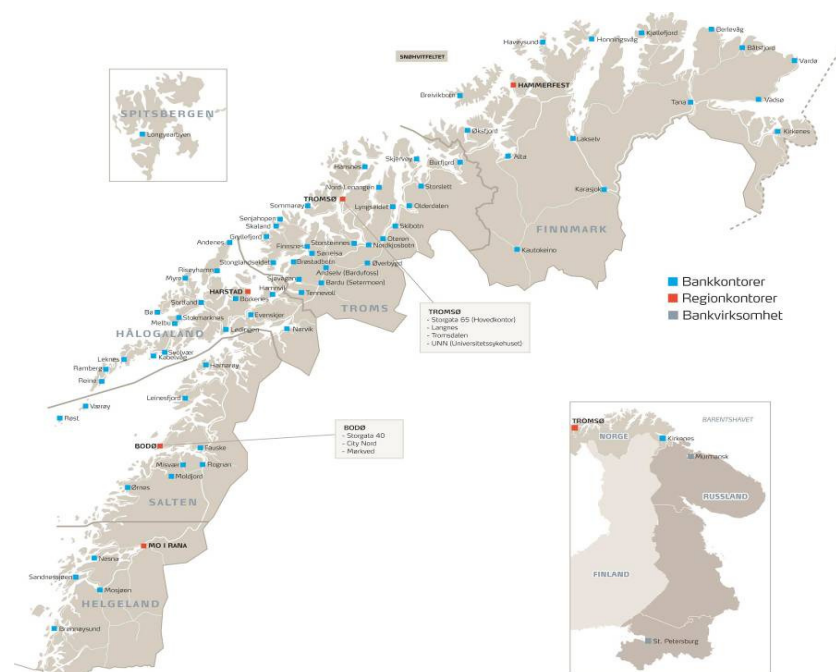 SNØHVITFELTET
SPITSBERGEN
Longyearbyen
Havøysund
Honningsvåg
Kjøllefjord
Berlevåg
Båtsfjord
Vardø
HAMMERFEST
Breivikbotn
Tana
Vadsø
Øksfjord
Kirkenes
Lakselv
Alta
Skjervøy
Burfjord
Hansnes
Nord-Lenangen
Storslett
Karasjok
TROMSØ
Sommarøy
Lyngseidet
Olderdalen
FINNMARK
Senjahopen
Skaland
Skibotn
Gryllefjord
Storsteinnes
Oteren
Nordkjosbotn
Andenes
Finnsnes
Sørreisa
Kautokeino
Stonglandseidet
Brøstadbotn
Øverbygd
Andselv (Bardufoss)
Risøyhamn
Myre
Sjøvegan
Bardu (Setermoen)
HARSTAD
Hamnvik
Tennevoll
Bankkontorer
Regionkontorer
Bankvirksomhet
Sortland
Bodenes
TROMS
TROMSØ
- Storgata 65 (Hovedkontor)
- Langnes
- Tromsdalen
- UNN (Universitetssykehuset)
Bø
Stokmarknes
Evenskjer
Melbu
HÅLOGALAND
Lødingen
Narvik
Leknes
Svolvær
Kabelvåg
Ramberg
Hamarøy
Reine
Leinesfjord
Værøy
Røst
BODØ
- Storgata 40
- City Nord
- Mørkved
BODØ
Fauske
Misvær
Rognan
Moldjord
Ørnes
SALTEN
MO I RANA
Nesna
Sandnessjøen
Mosjøen
HELGELAND
Brønnøysund
TROMSØ
BARENTSHAVET
NORGE
Kirkenes
Murmansk
RUSSLAND
FINLAND
St. Petersburg